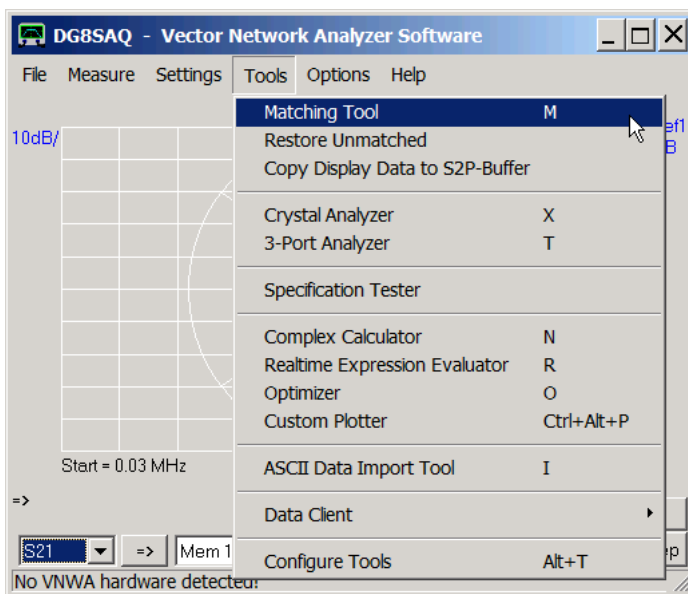 DG8SAQ - Vector Network Analyzer Software
File Measure Settings Tools Options Help
Matching Tool M
Restore Unmatched
Copy Display Data to S2P-Buffer
Crystal Analyzer X
3-Port Analyzer T
Specification Tester
Complex Calculator N
Realtime Expression Evaluator R
Optimizer O
Custom Plotter Ctrl+Alt+P
ASCII Data Import Tool I
Data Client
Configure Tools Alt+T
10dB/
ef1
B
Start = 0.03 MHz
=>
S21 => Mem 1
ep
No VNWA hardware detected!